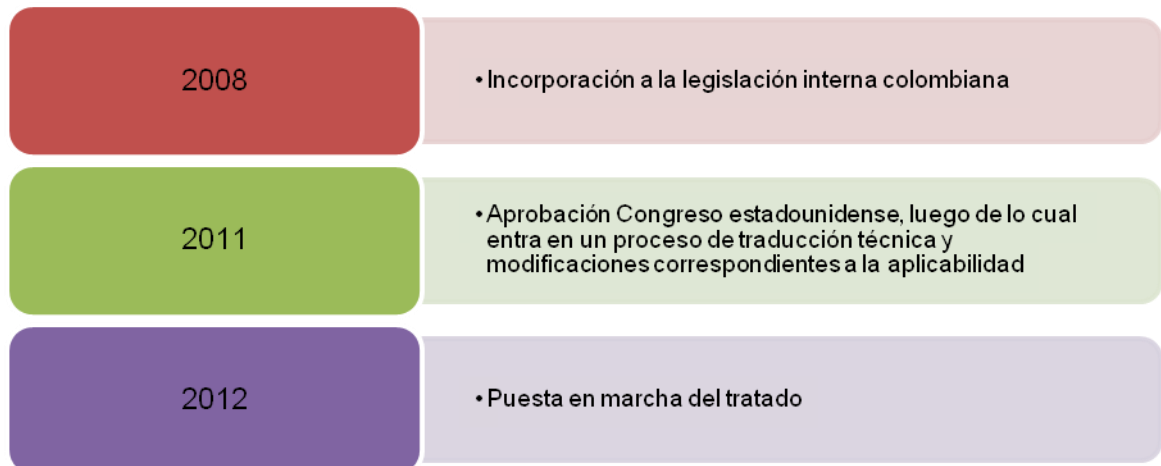 2008
• Incorporación a la legislación interna colombiana
2011
• Aprobación Congreso estadounidense, luego de lo cual
entra en un proceso de traducción técnica y
modificaciones correspondientes a la aplicabilidad
2012
• Puesta en marcha del tratado